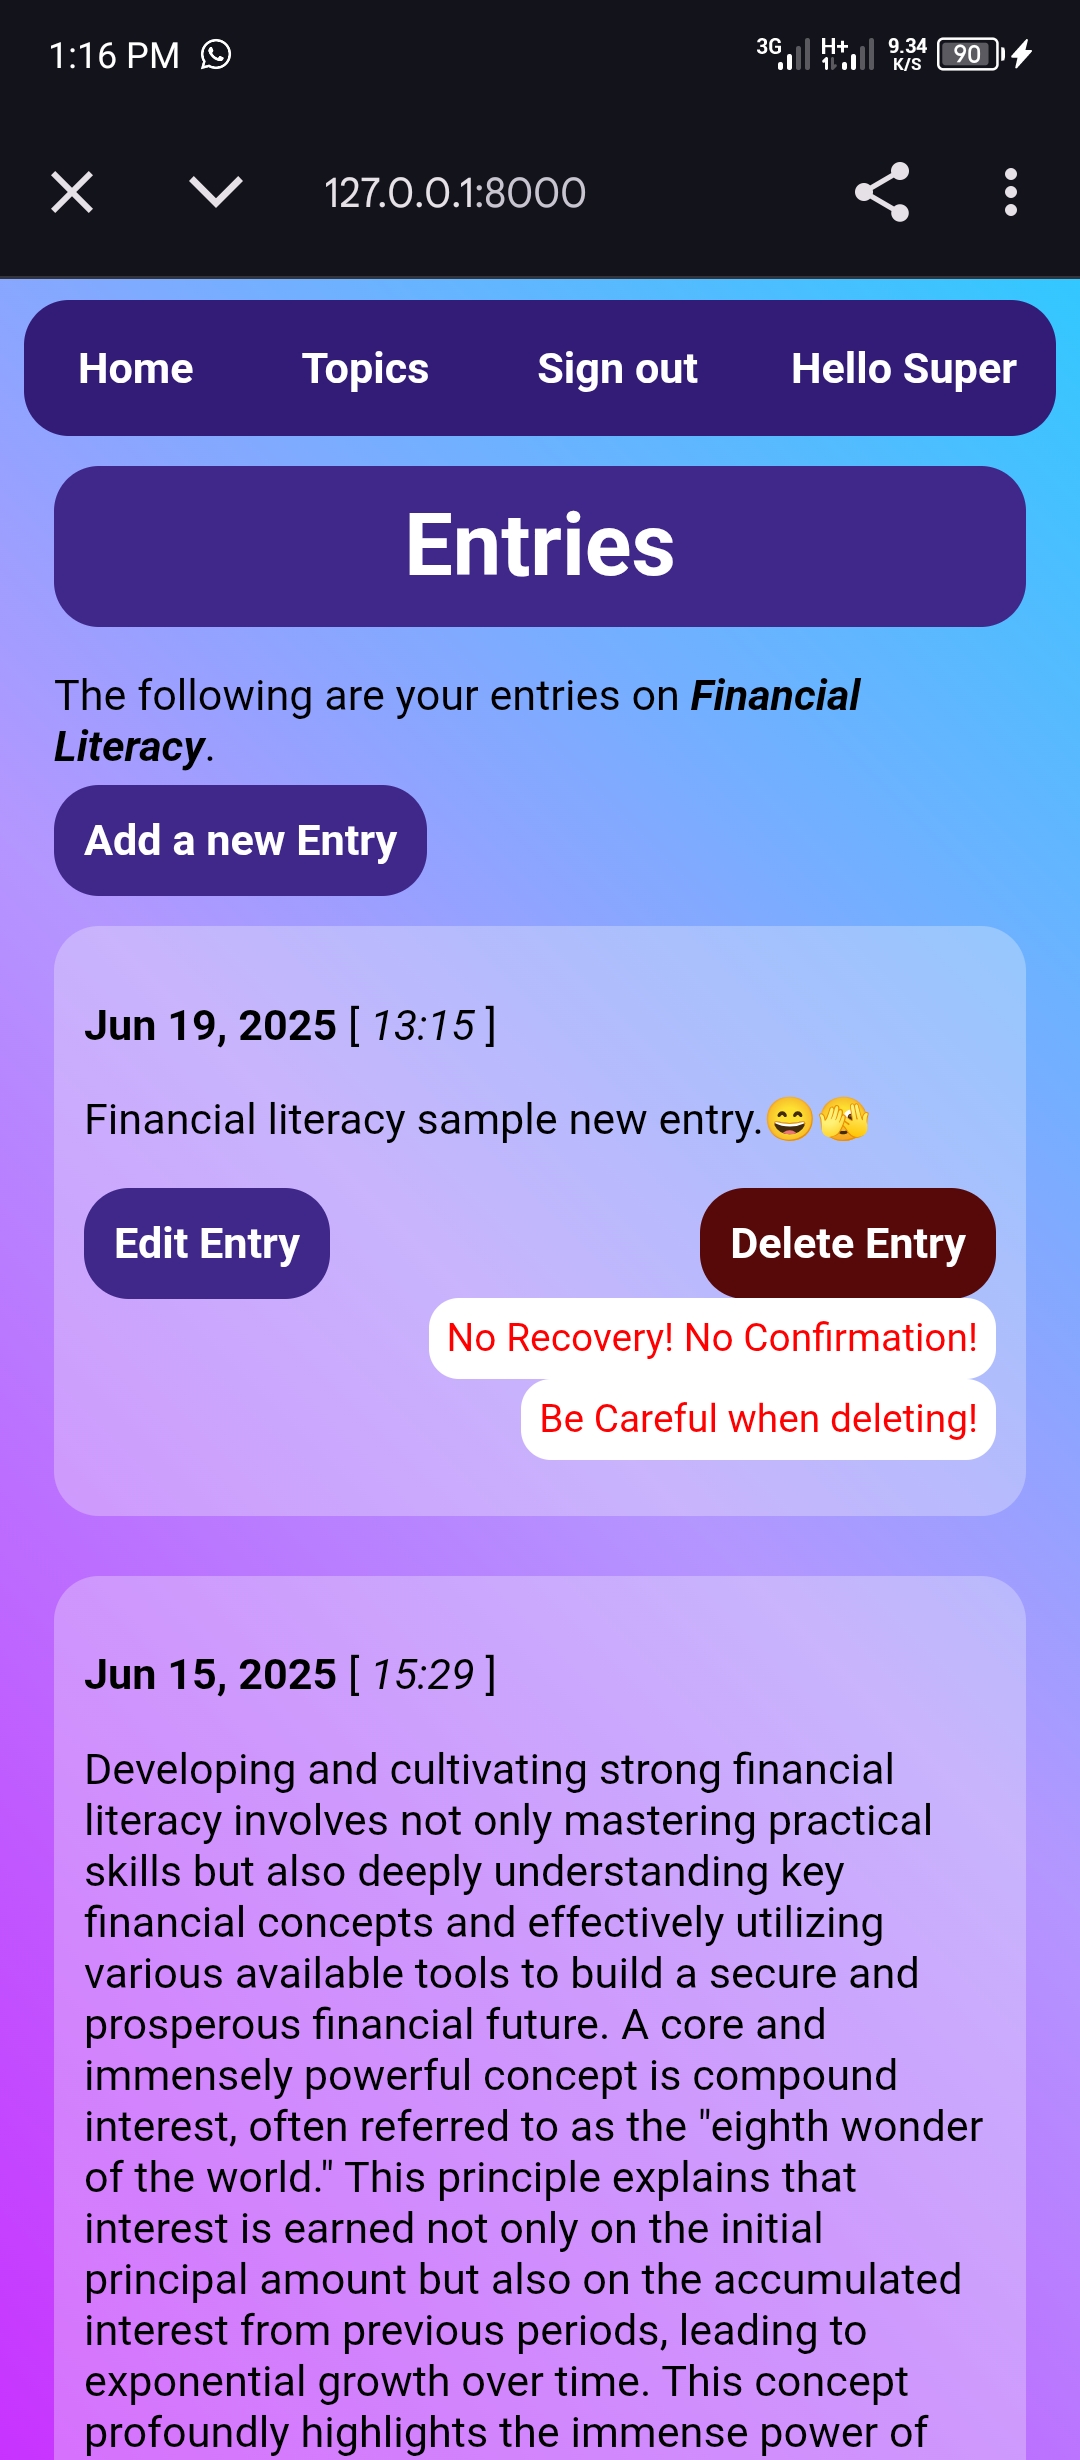 1:16 PM 3G H+ 9.34 K/S 90
127.0.0.1:8000
Home Topics Sign out Hello Super
Entries
The following are your entries on Financial
Literacy.
Add a new Entry
Jun 19, 2025 [ 13:15 ]
Financial literacy sample new entry.😄🫣
Edit Entry Delete Entry
No Recovery! No Confirmation!
Be Careful when deleting!
Jun 15, 2025 [ 15:29 ]
Developing and cultivating strong financial
literacy involves not only mastering practical
skills but also deeply understanding key
financial concepts and effectively utilizing
various available tools to build a secure and
prosperous financial future. A core and
immensely powerful concept is compound
interest, often referred to as the "eighth wonder
of the world." This principle explains that
interest is earned not only on the initial
principal amount but also on the accumulated
interest from previous periods, leading to
exponential growth over time. This concept
profoundly highlights the immense power of